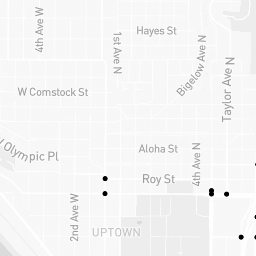 4th Ave W
1st Ave N
Hayes St
Bigelow Ave N
Taylor Ave N
W Comstock St
Olympic Pl
Aloha St
4th Ave N
Roy St
2nd Ave W
UPTOWN